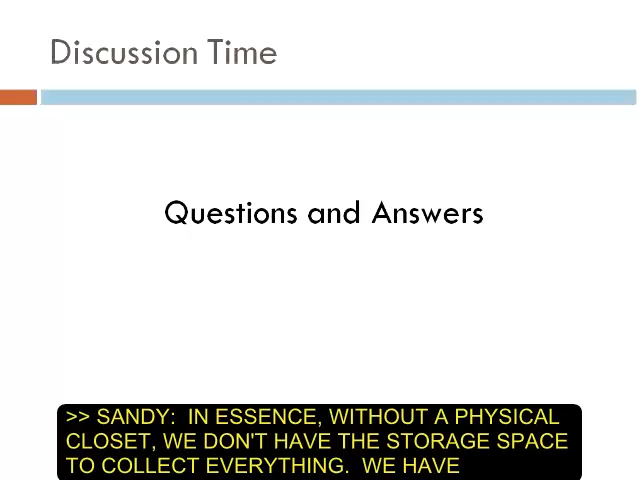 Discussion Time
Questions and Answers
>> SANDY:  IN ESSENCE, WITHOUT A PHYSICAL
CLOSET, WE DON'T HAVE THE STORAGE SPACE
TO COLLECT EVERYTHING.  WE HAVE